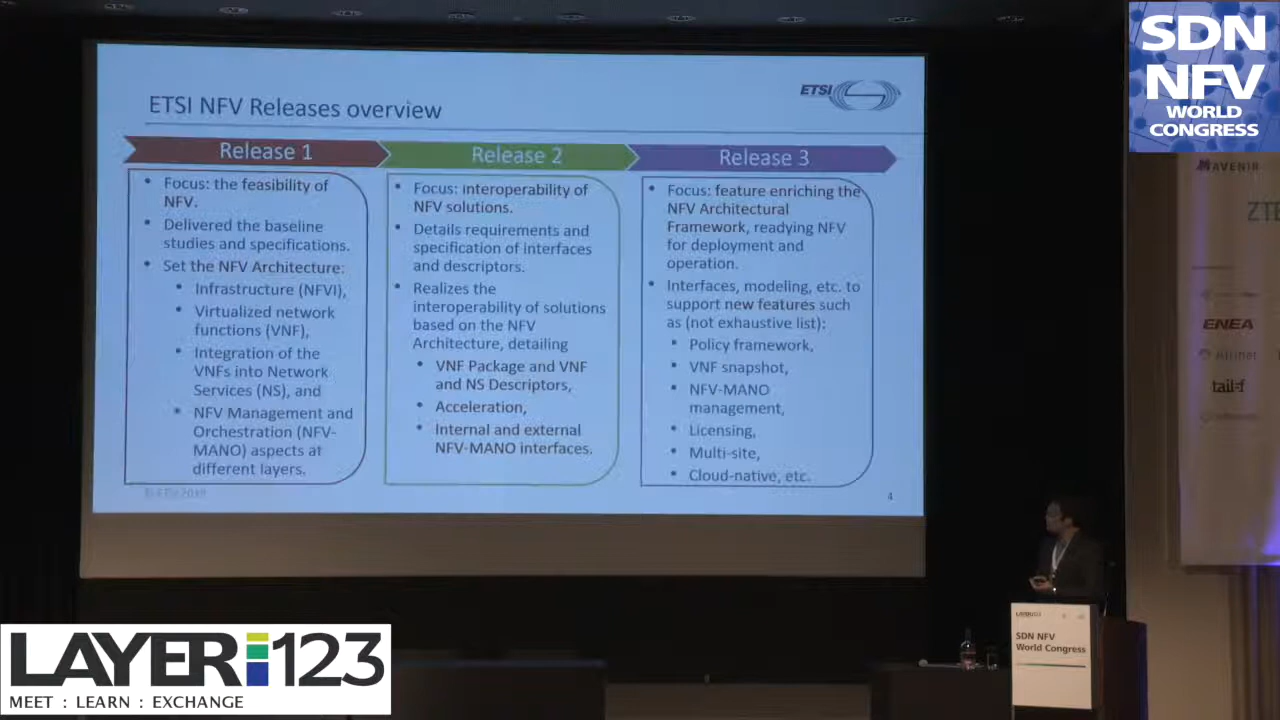 SDN
NFV
WORLD
CONGRESS
ETSI NFV Releases overview
ETSI
Release 1
Focus: the feasibility of
NFV.
Delivered the baseline
studies and specifications.
Set the NFV Architecture:
Infrastructure (NFVI),
Virtualized network
functions (VNF),
Integration of the
VNFs into Network
Services (NS), and
NFV Management and
Orchestration (NFV-
MANO) aspects at
different layers.
Release 2
Focus: interoperability of
NFV solutions.
Details requirements and
specification of interfaces
and descriptors.
Realizes the
interoperability of solutions
based on the NFV
Architecture, detailing
VNF Package and VNF
and NS Descriptors,
Acceleration,
Internal and external
NFV-MANO interfaces.
Release 3
Focus: feature enriching the
NFV Architectural
Framework, readying NFV
for deployment and
operation.
Interfaces, modeling, etc. to
support new features such
as (not exhaustive list):
Policy framework,
VNF snapshot,
NFV-MANO
management,
Licensing,
Multi-site,
Cloud-native, etc.
4
MAVENIR
ENEA
tail-f
SDN NFV
World Congress
LAYER 123
MEET : LEARN : EXCHANGE